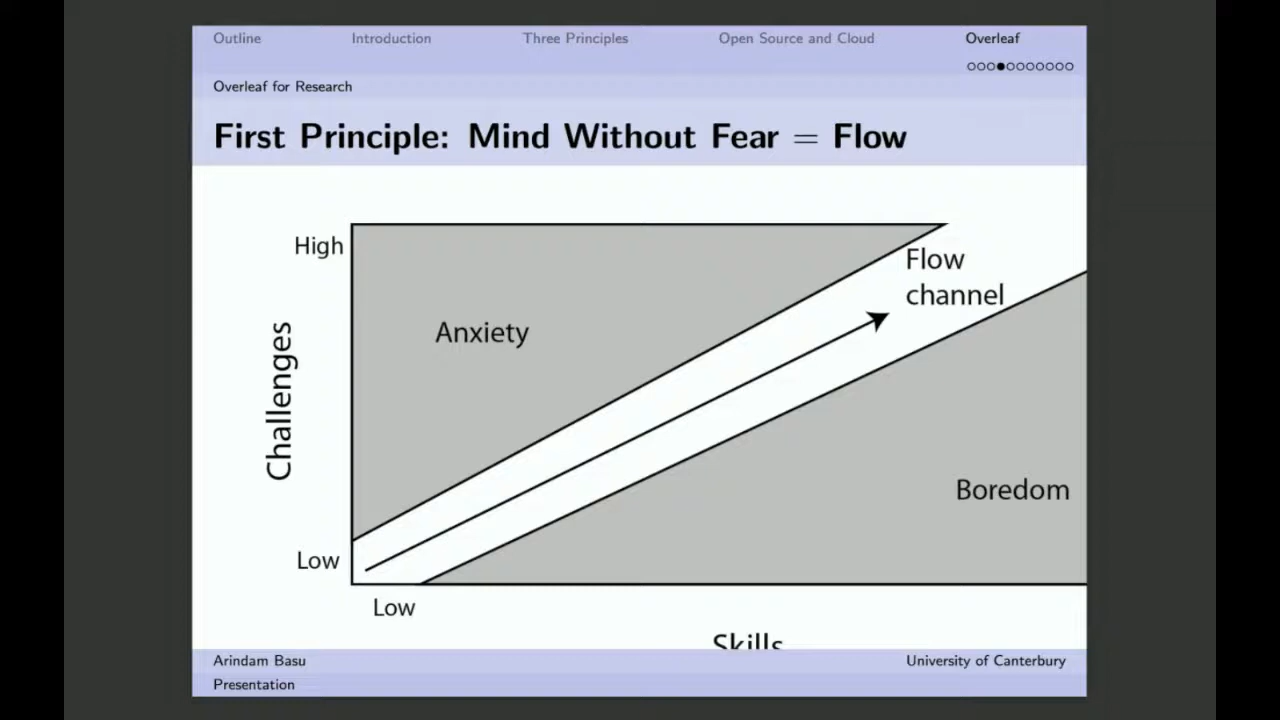 Outline Introduction Three Principles Open Source and Cloud Overleaf
Overleaf for Research
First Principle: Mind Without Fear = Flow
High
Flow
channel
Anxiety
Challenges
Boredom
Low
Low
Skills
Arindam Basu University of Canterbury
Presentation